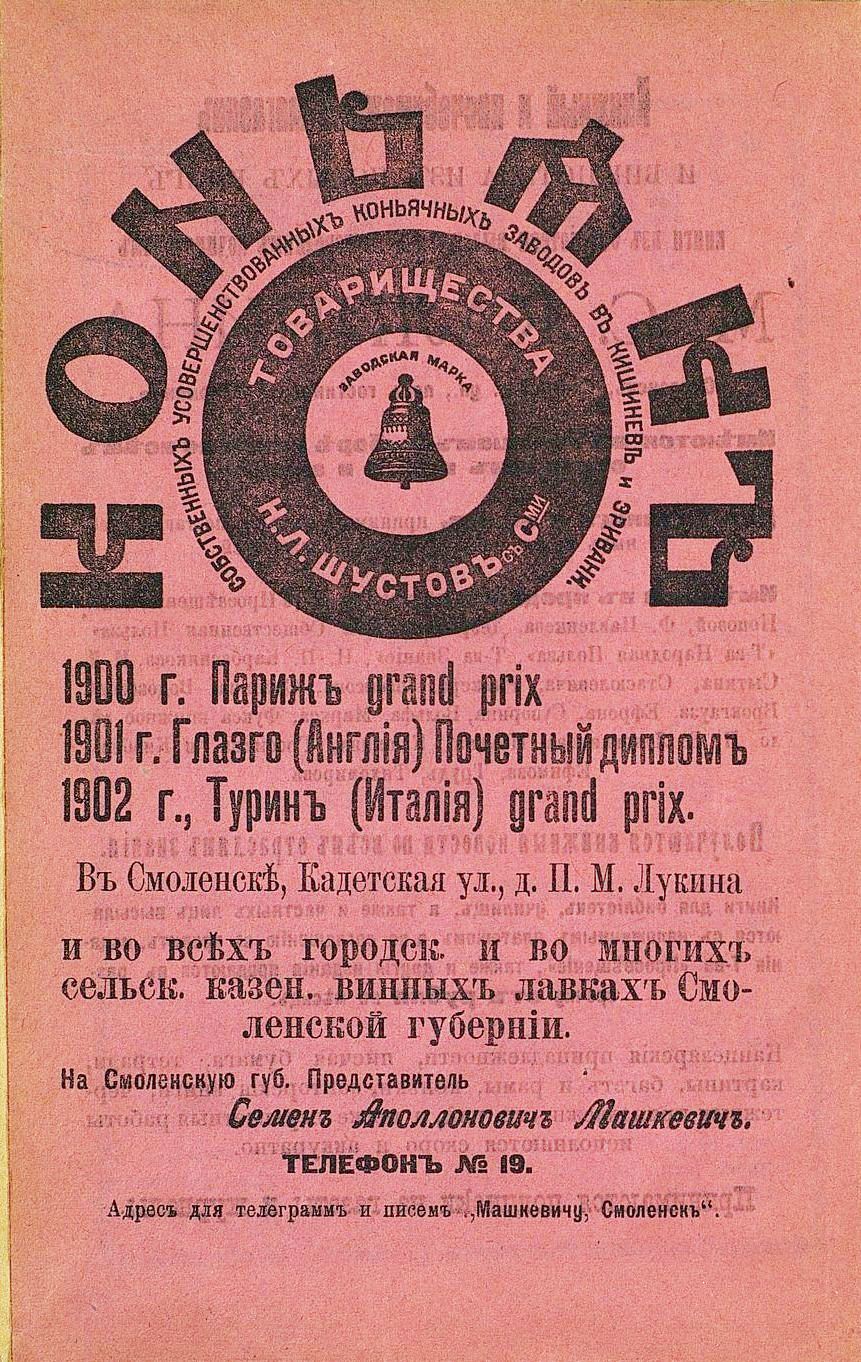 КОНЬЯКЪ
СОБСТВЕННЫХЪ УСОВЕРШЕНСТВОВАННЫХЪ КОНЬЯЧНЫХЪ ЗАВОДОВЪ ВЪ КИШИНЕВѢ И ЭРИВАНИ.
ТОВАРИЩЕСТВА
ЗАВОДСКАЯ МАРКА
Н.Л. ШУСТОВЪ съ Сми
1900 г. Парижъ grand prix
1901 г. Глазго (Англія) Почетный дипломъ
1902 г., Туринъ (Италія) grand prix.
Въ Смоленскѣ, Кадетская ул., д. П. М. Лукина
и во всѣхъ городск. и во многихъ
сельск. казен. винныхъ лавкахъ Смо-
ленской губерніи.
На Смоленскую губ. Представитель
Семенъ Аполлоновичъ Машкевичъ.
ТЕЛЕФОНЪ № 19.
Адресъ для телеграммъ и писемъ „Машкевичу, Смоленскъ“.